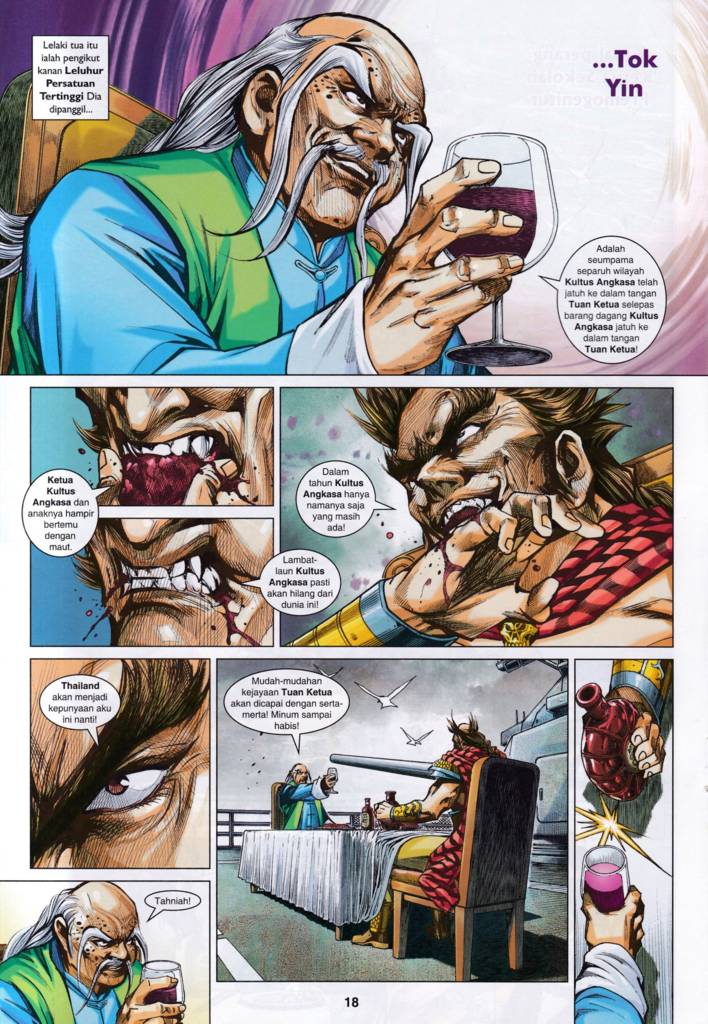 Lelaki tua itu
ialah pengikut
kanan Leluhur
Persatuan
Tertinggi Dia
dipanggil...
...Tok
Yin
Adalah
seumpama
separuh wilayah
Kultus Angkasa telah
jatuh ke dalam tangan
Tuan Ketua selepas
barang dagang Kultus
Angkasa jatuh ke
dalam tangan
Tuan Ketua!
Ketua
Kultus
Angkasa dan
anaknya hampir
bertemu
dengan
maut.
Lambat-
laun Kultus
Angkasa pasti
akan hilang dari
dunia ini!
Dalam
tahun Kultus
Angkasa hanya
namanya saja
yang masih
ada!
Thailand
akan menjadi
kepunyaan aku
ini nanti!
Mudah-mudahan
kejayaan Tuan Ketua
akan dicapai dengan serta-
merta! Minum sampai
habis!
Tahniah!
18